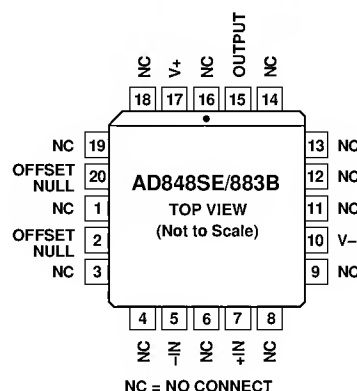 NC
V+
NC
OUTPUT
NC
18
17
16
15
14
NC 19
OFFSET
NULL 20
NC 1
OFFSET
NULL 2
NC 3
AD848SE/883B
TOP VIEW
(Not to Scale)
13 NC
12 NC
11 NC
10 V–
9 NC
4
5
6
7
8
NC
–IN
NC
+IN
NC
NC = NO CONNECT